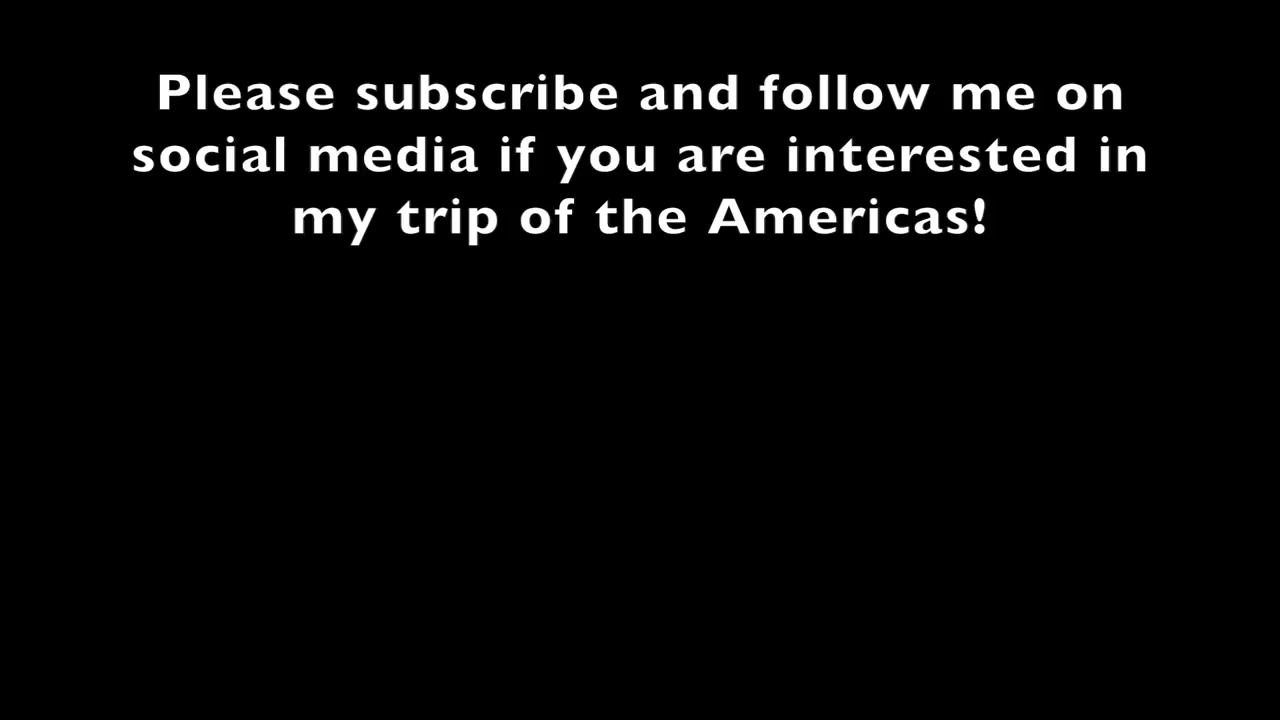 Please subscribe and follow me on
social media if you are interested in
my trip of the Americas!